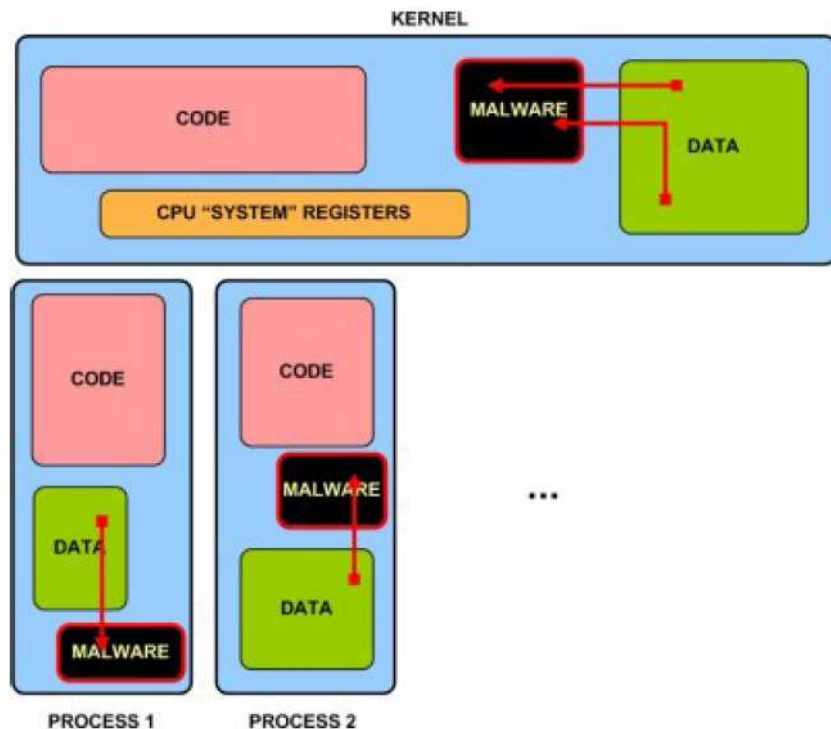 KERNEL
CODE
MALWARE
DATA
CPU “SYSTEM” REGISTERS
CODE
CODE
MALWARE
...
DATA
DATA
MALWARE
PROCESS 1
PROCESS 2